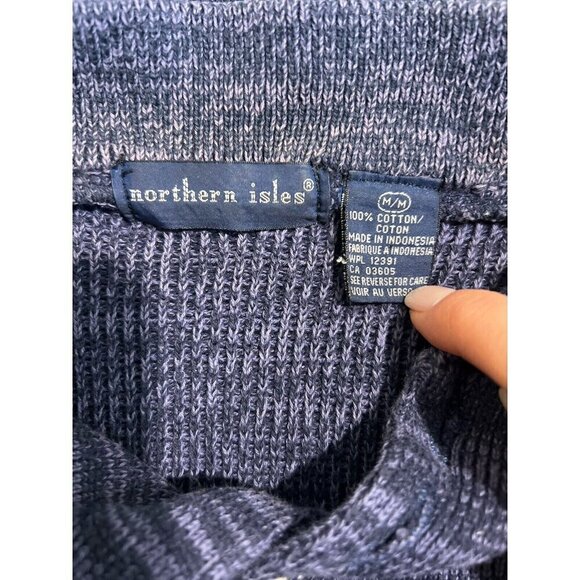 northern isles®
M/M
100% COTTON/
COTON
MADE IN INDONESIA
FABRIQUE A INDONESIA
WPL 12391
CA 03605
SEE REVERSE FOR CARE
VOIR AU VERSO